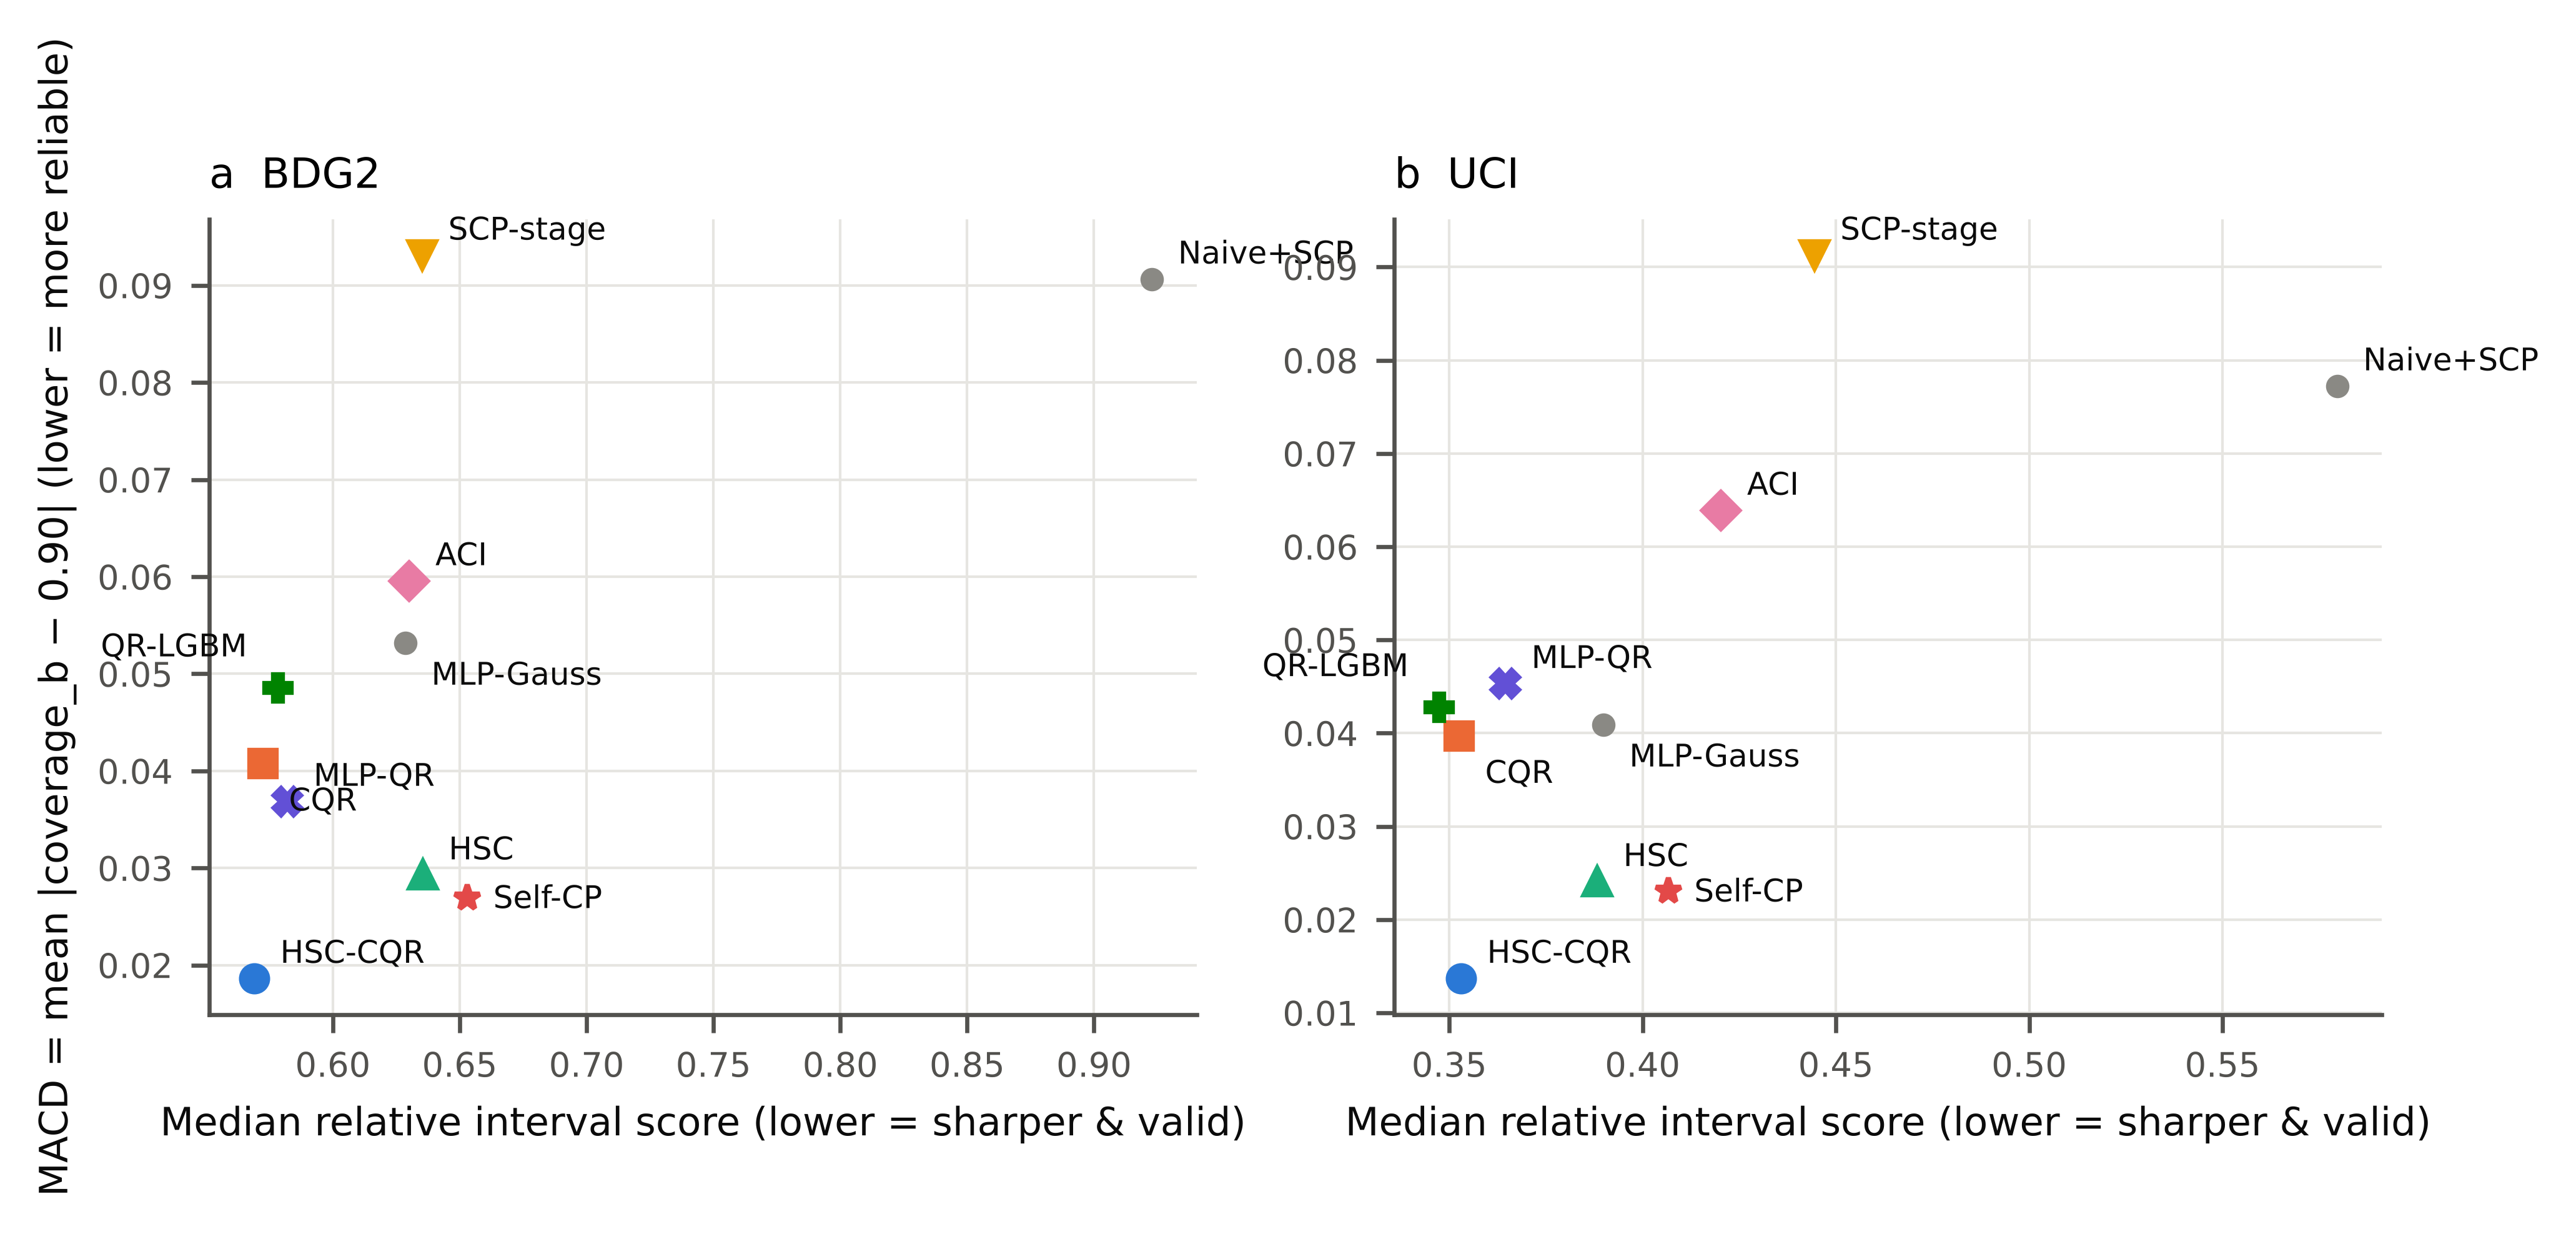 MACD = mean |coverage_b − 0.90| (lower = more reliable)
a BDG2
SCP-stage
Naive+SCP
ACI
QR-LGBM
MLP-Gauss
MLP-QR
CQR
HSC
Self-CP
HSC-CQR
0.09
0.08
0.07
0.06
0.05
0.04
0.03
0.02
0.60 0.65 0.70 0.75 0.80 0.85 0.90
Median relative interval score (lower = sharper & valid)
b UCI
SCP-stage
Naive+SCP
ACI
MLP-QR
QR-LGBM
MLP-Gauss
CQR
HSC
Self-CP
HSC-CQR
0.09
0.08
0.07
0.06
0.05
0.04
0.03
0.02
0.01
0.35 0.40 0.45 0.50 0.55
Median relative interval score (lower = sharper & valid)